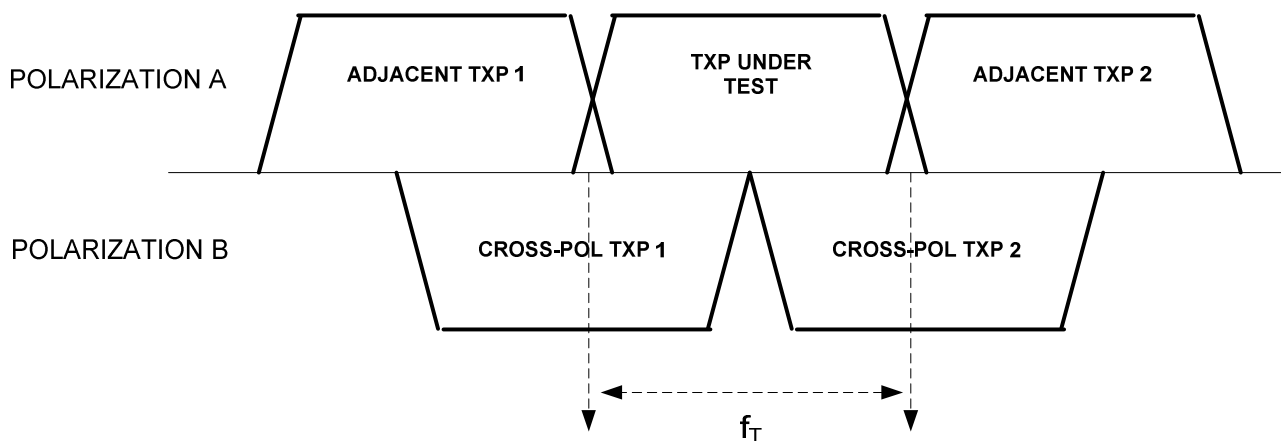 POLARIZATION A
ADJACENT TXP 1
TXP UNDER
TEST
ADJACENT TXP 2
POLARIZATION B
CROSS-POL TXP 1
CROSS-POL TXP 2
fT